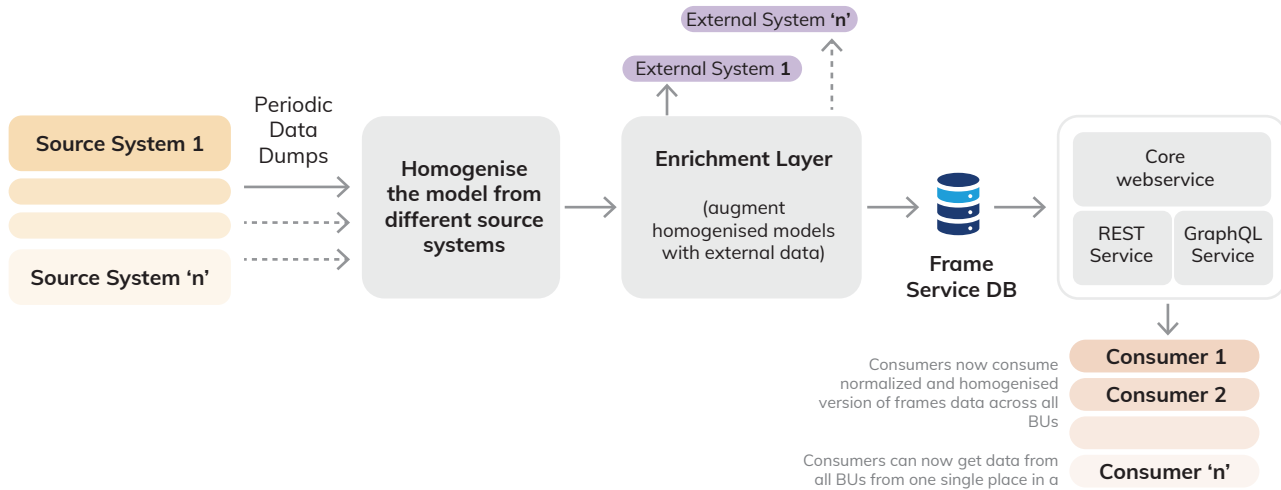 External System ‘n’
External System 1
Periodic
Data
Dumps
Source System 1
Source System ‘n’
Homogenise
the model from
different source
systems
Enrichment Layer
(augment
homogenised models
with external data)
Frame
Service DB
Core
webservice
REST
Service
GraphQL
Service
Consumers now consume
normalized and homogenised
version of frames data across all
BUs
Consumers can now get data from
all BUs from one single place in a
Consumer 1
Consumer 2
Consumer ‘n’